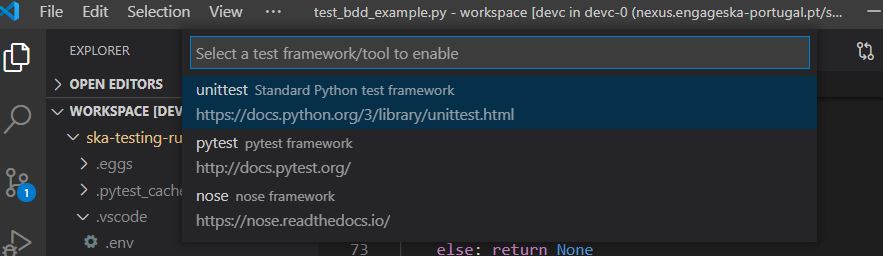 File Edit Selection View ··· test_bdd_example.py - workspace [devc in devc-0 (nexus.engageska-portugal.pt/s...
EXPLORER
Select a test framework/tool to enable
OPEN EDITORS
WORKSPACE [DEV
ska-testing-ru
.eggs
.pytest_cache
.vscode
.env
1
unittest Standard Python test framework
https://docs.python.org/3/library/unittest.html
pytest pytest framework
http://docs.pytest.org/
nose nose framework
https://nose.readthedocs.io/
73 else: return None